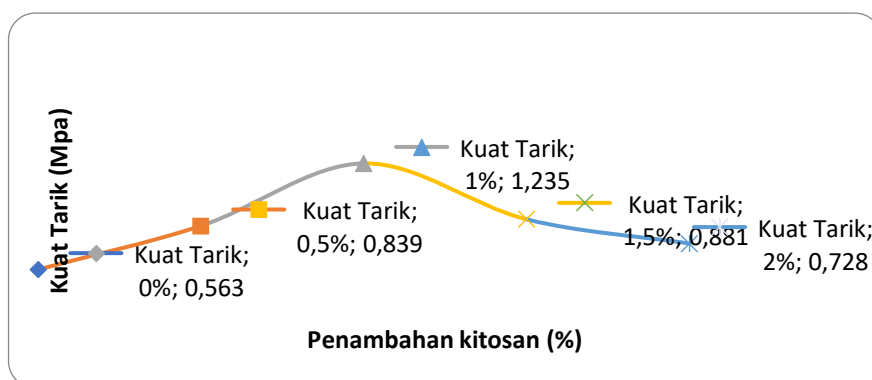 Kuat Tarik (Mpa)
Kuat Tarik;
0%; 0,563
Kuat Tarik;
0,5%; 0,839
Kuat Tarik;
1%; 1,235
Kuat Tarik;
1,5%; 0,881
Kuat Tarik;
2%; 0,728
Penambahan kitosan (%)